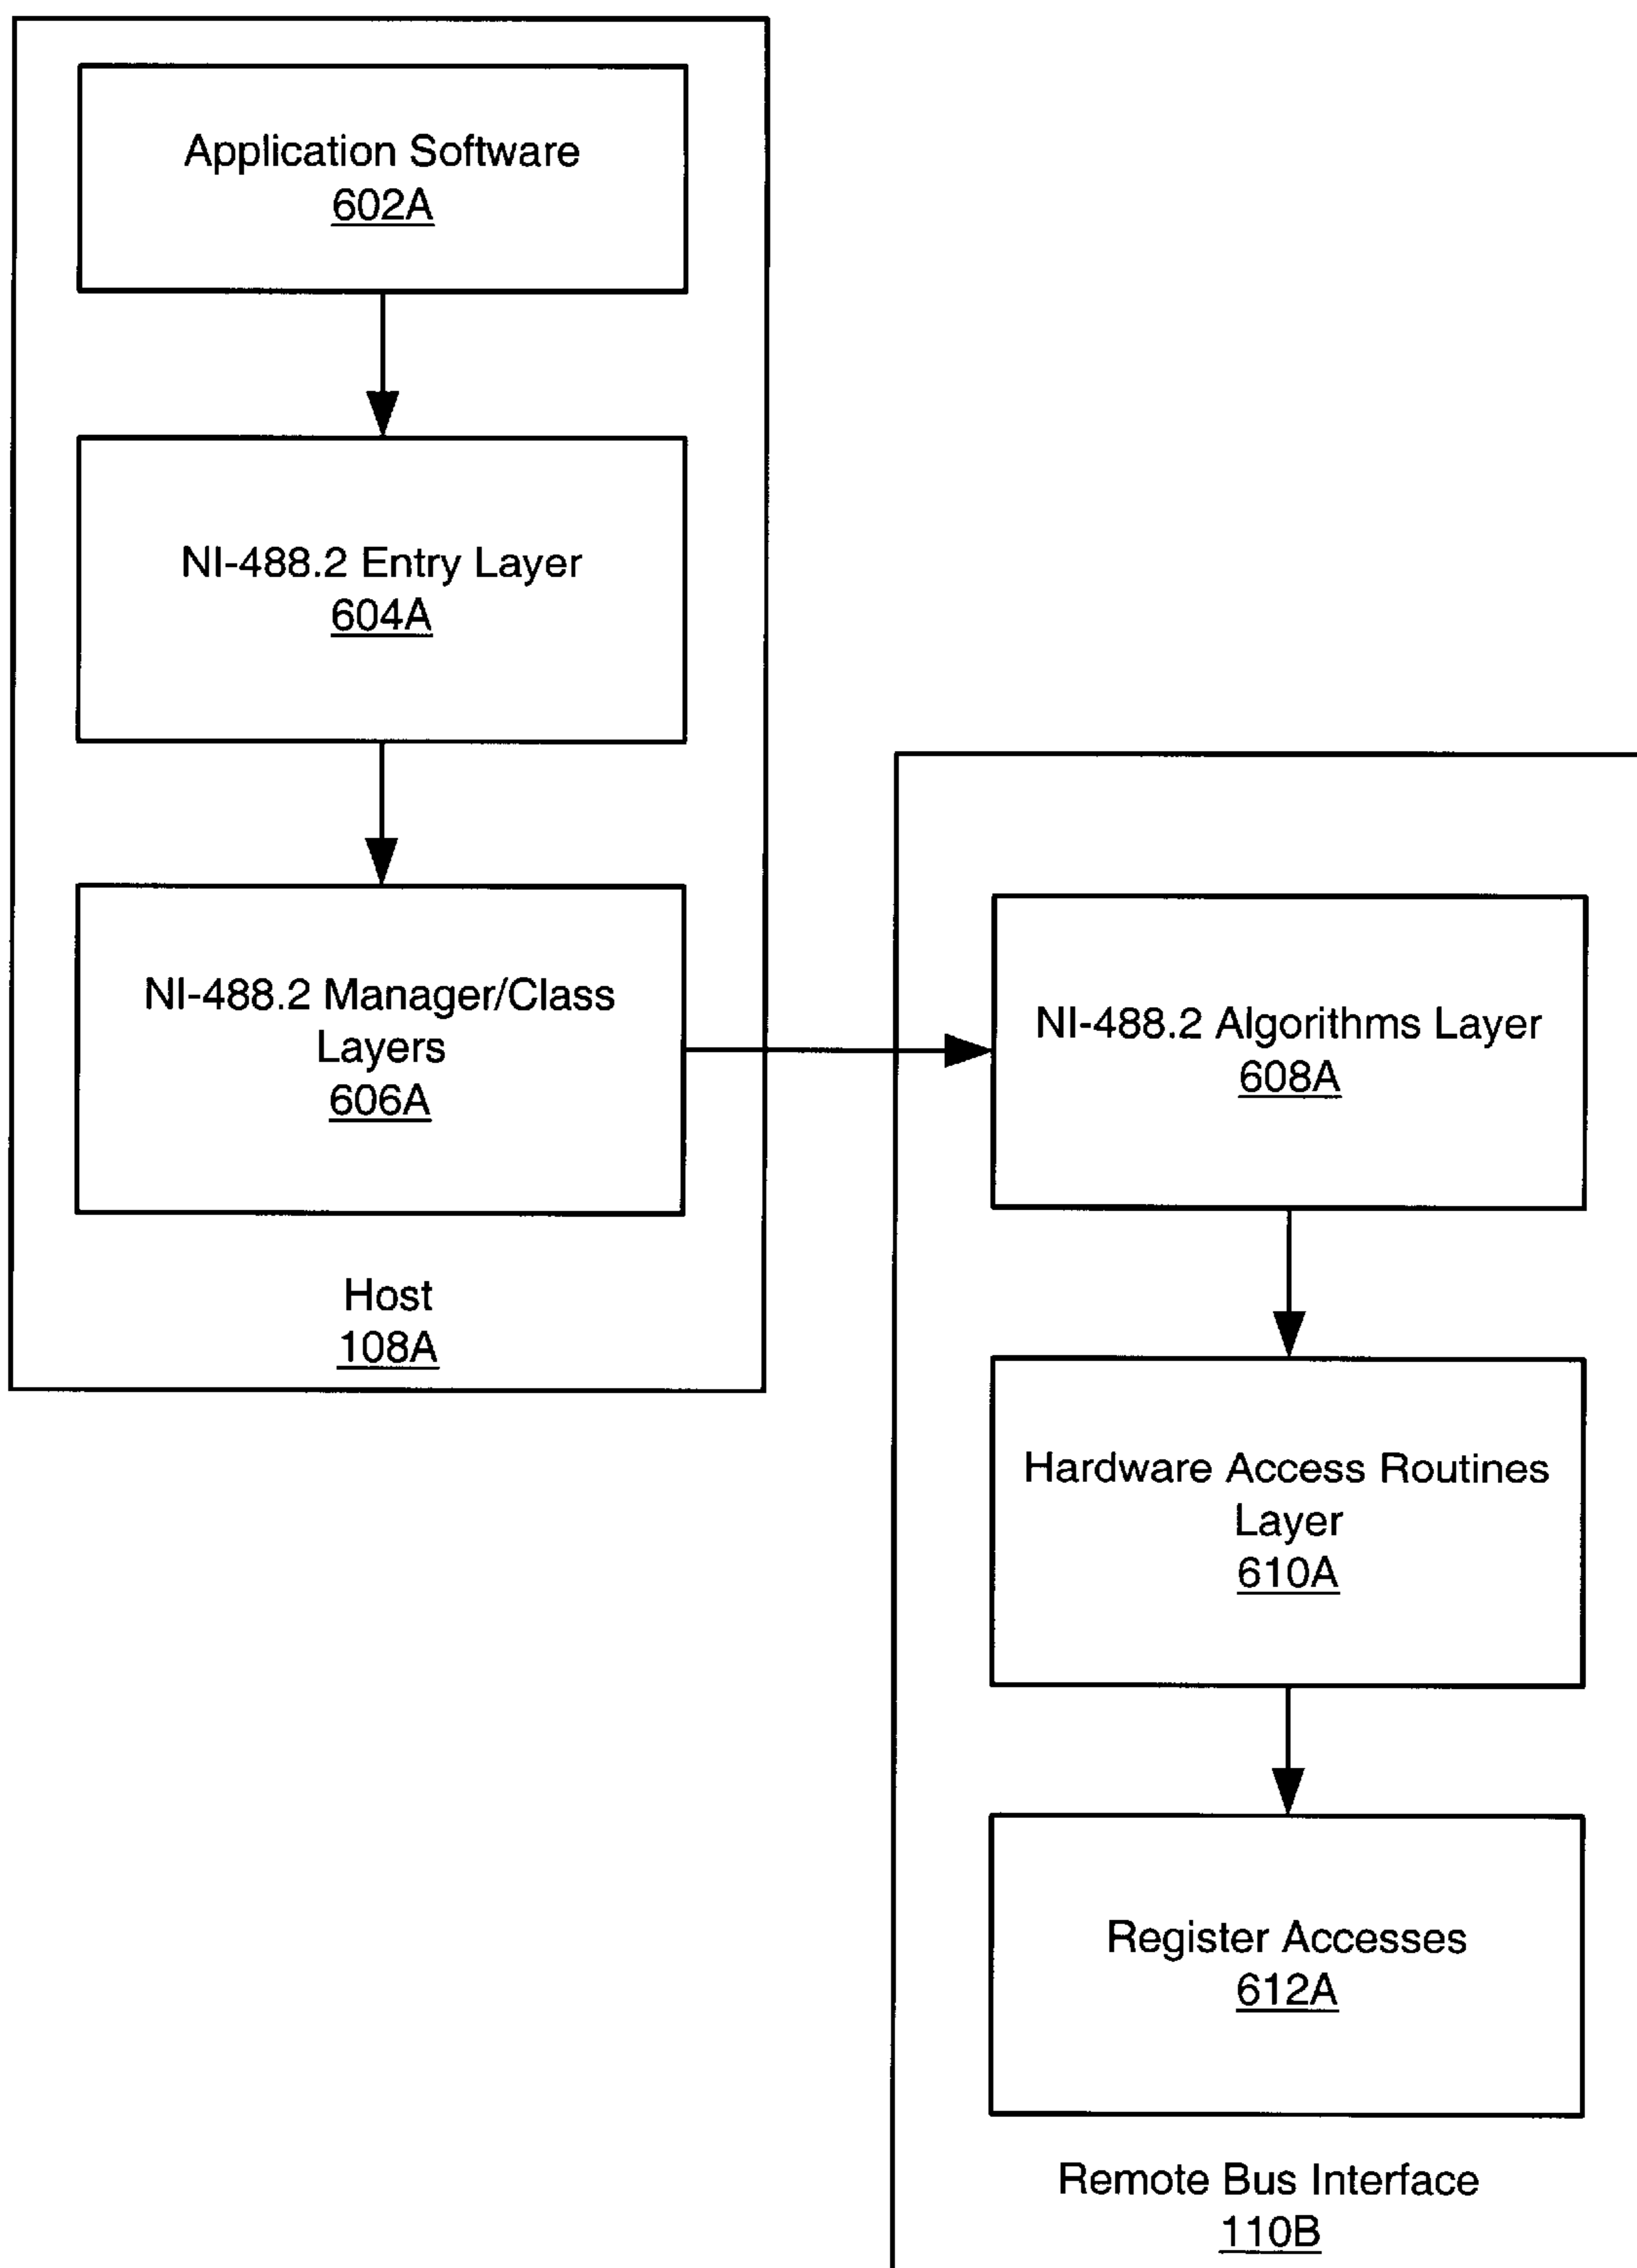 Application Software
602A
NI-488.2 Entry Layer
604A
NI-488.2 Manager/Class
Layers
606A
Host
108A
NI-488.2 Algorithms Layer
608A
Hardware Access Routines
Layer
610A
Register Accesses
612A
Remote Bus Interface
110B